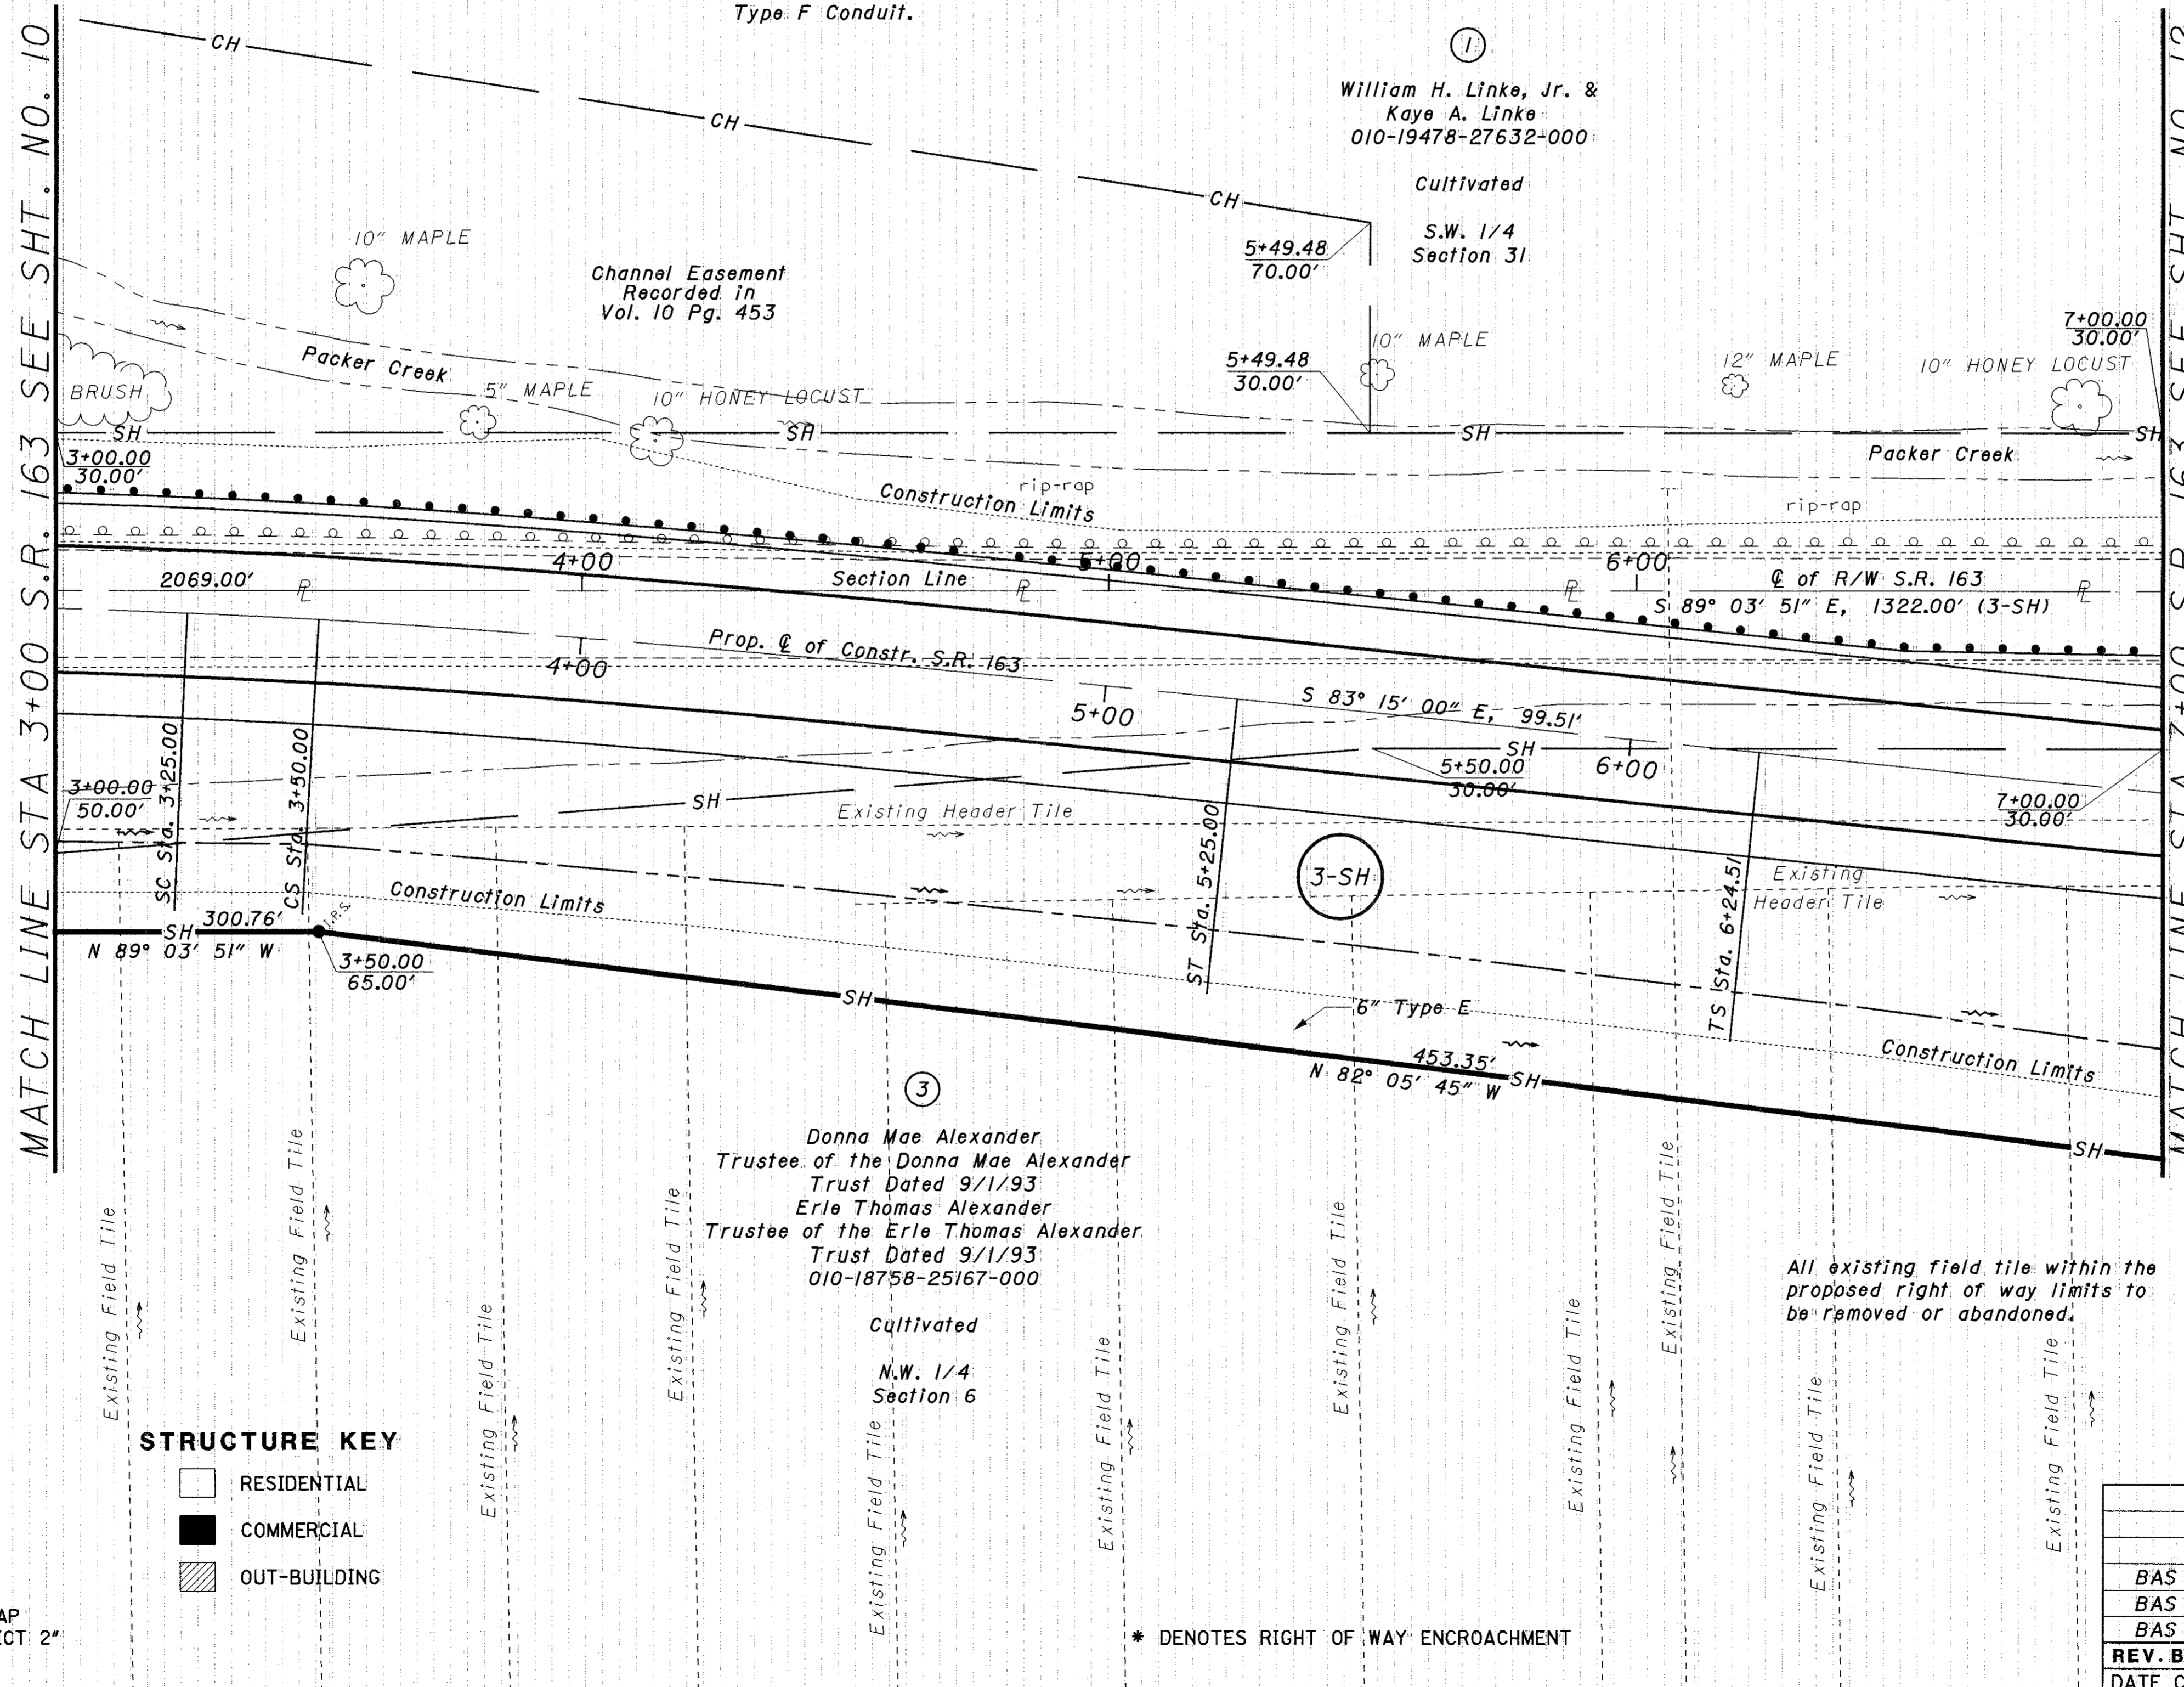 Type F Conduit.
MATCH LINE STA 3+00 S.R. 163 SEE SHT. NO. 10
CH
CH
CH
1
William H. Linke, Jr. &
Kaye A. Linke
010-19478-27632-000
Cultivated
S.W. 1/4
Section 31
5+49.48
70.00'
10" MAPLE
Channel Easement
Recorded in
Vol. 10 Pg. 453
Packer Creek
BRUSH
5" MAPLE
10" HONEY LOCUST
5+49.48
30.00'
10" MAPLE
12" MAPLE
10" HONEY LOCUST
7+00.00
30.00'
SH
SH
SH
SH
3+00.00
30.00'
Packer Creek
rip-rap
Construction Limits
rip-rap
4+00
5+00
6+00
2069.00'
Section Line
℄ of R/W S.R. 163
S 89° 03' 51" E, 1322.00' (3-SH)
Prop. ℄ of Constr. S.R. 163
4+00
5+00
6+00
S 83° 15' 00" E, 99.51'
SH
5+50.00
30.00'
7+00.00
30.00'
3+00.00
50.00'
SC Sta. 3+25.00
CS Sta. 3+50.00
SH
Existing Header Tile
ST Sta. 5+25.00
3-SH
TS Sta. 6+24.51
Existing
Header Tile
Construction Limits
300.76'
SH
N 89° 03' 51" W
I.P.S.
3+50.00
65.00'
SH
6" Type E
453.35'
N 82° 05' 45" W
SH
Construction Limits
SH
3
Donna Mae Alexander
Trustee of the Donna Mae Alexander
Trust Dated 9/1/93
Erle Thomas Alexander
Trustee of the Erle Thomas Alexander
Trust Dated 9/1/93
010-18758-25167-000
Cultivated
N.W. 1/4
Section 6
Existing Field Tile
Existing Field Tile
Existing Field Tile
Existing Field Tile
Existing Field Tile
Existing Field Tile
Existing Field Tile
Existing Field Tile
Existing Field Tile
Existing Field Tile
Existing Field Tile
All existing field tile within the
proposed right of way limits to
be removed or abandoned.
STRUCTURE KEY
RESIDENTIAL
COMMERCIAL
OUT-BUILDING
AP
CT 2"
* DENOTES RIGHT OF WAY ENCROACHMENT
BAS
BAS
BAS
REV. B
DATE C
MATCH LINE STA 7+00 S.R. 163 SEE SHT NO. 12